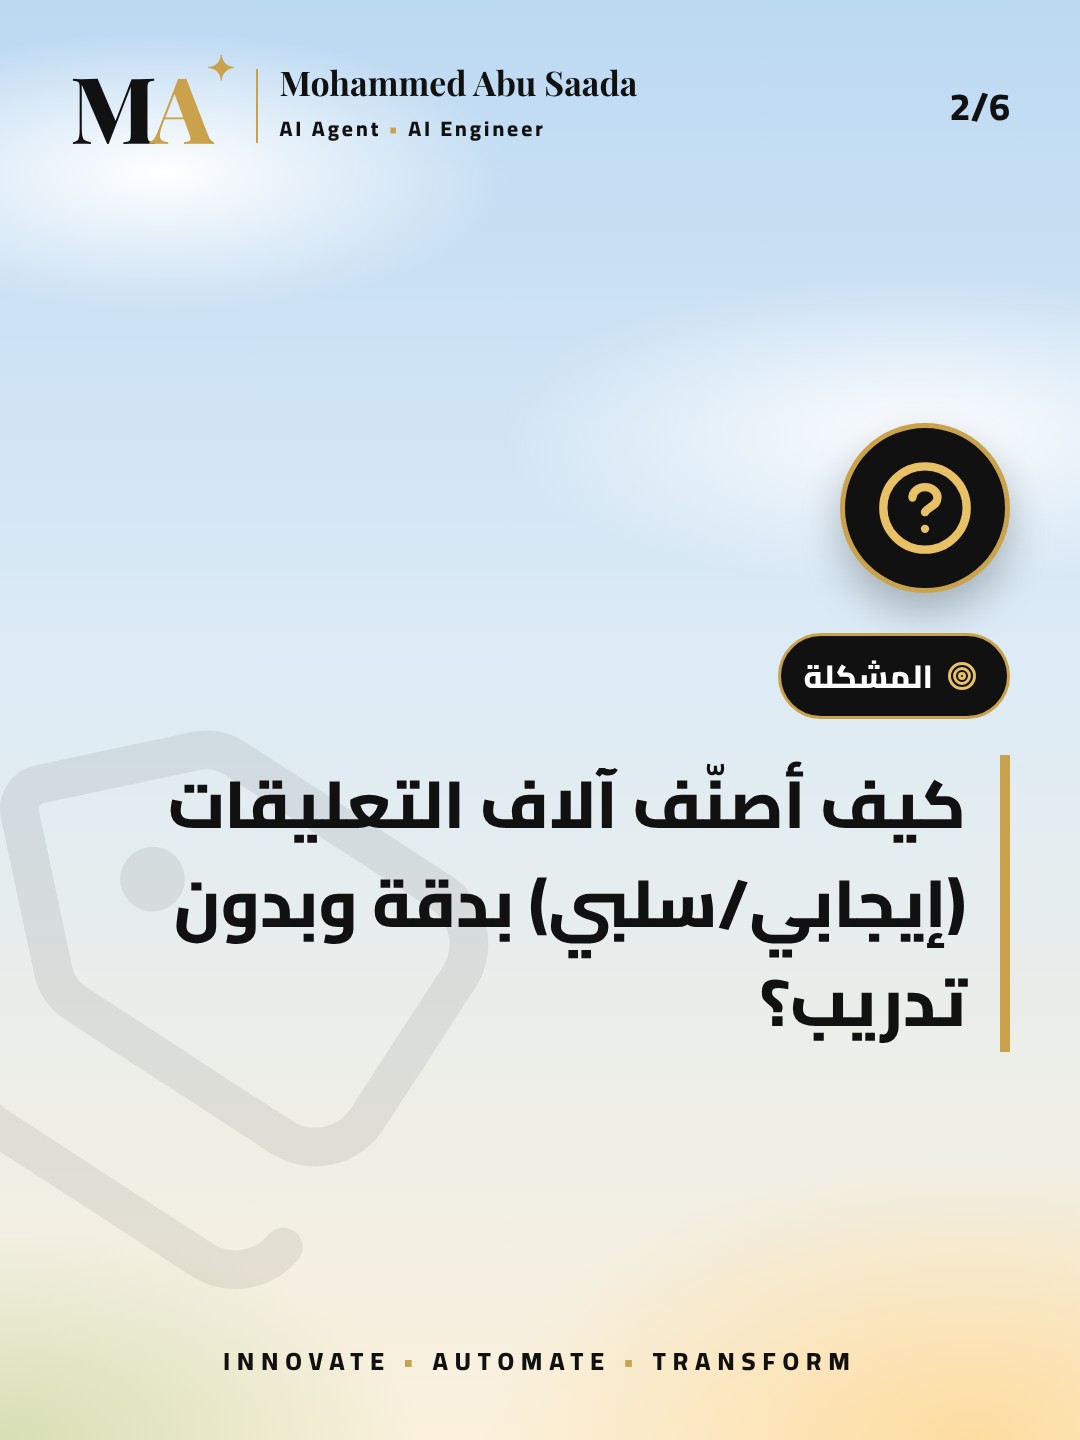 MA
Mohammed Abu Saada
AI Agent ▪ AI Engineer
2/6
المشكلة
كيف أصنّف آلاف التعليقات
(إيجابي/سلبي) بدقة وبدون
تدريب؟
INNOVATE ▪ AUTOMATE ▪ TRANSFORM